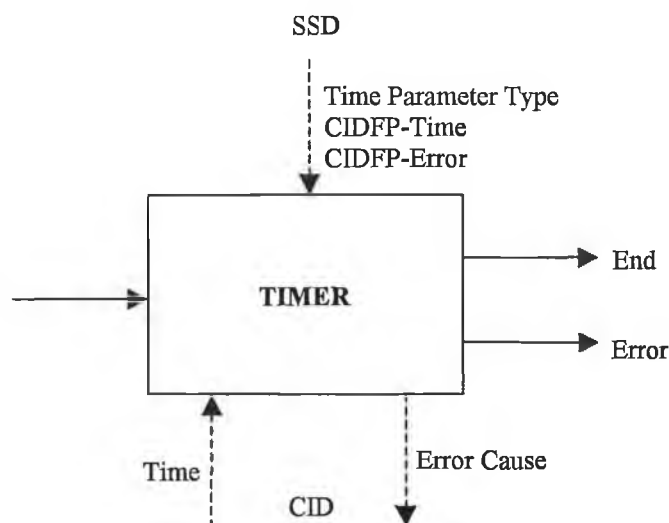 SSD
Time Parameter Type
CIDFP-Time
CIDFP-Error
TIMER
End
Error
Time
Error Cause
CID